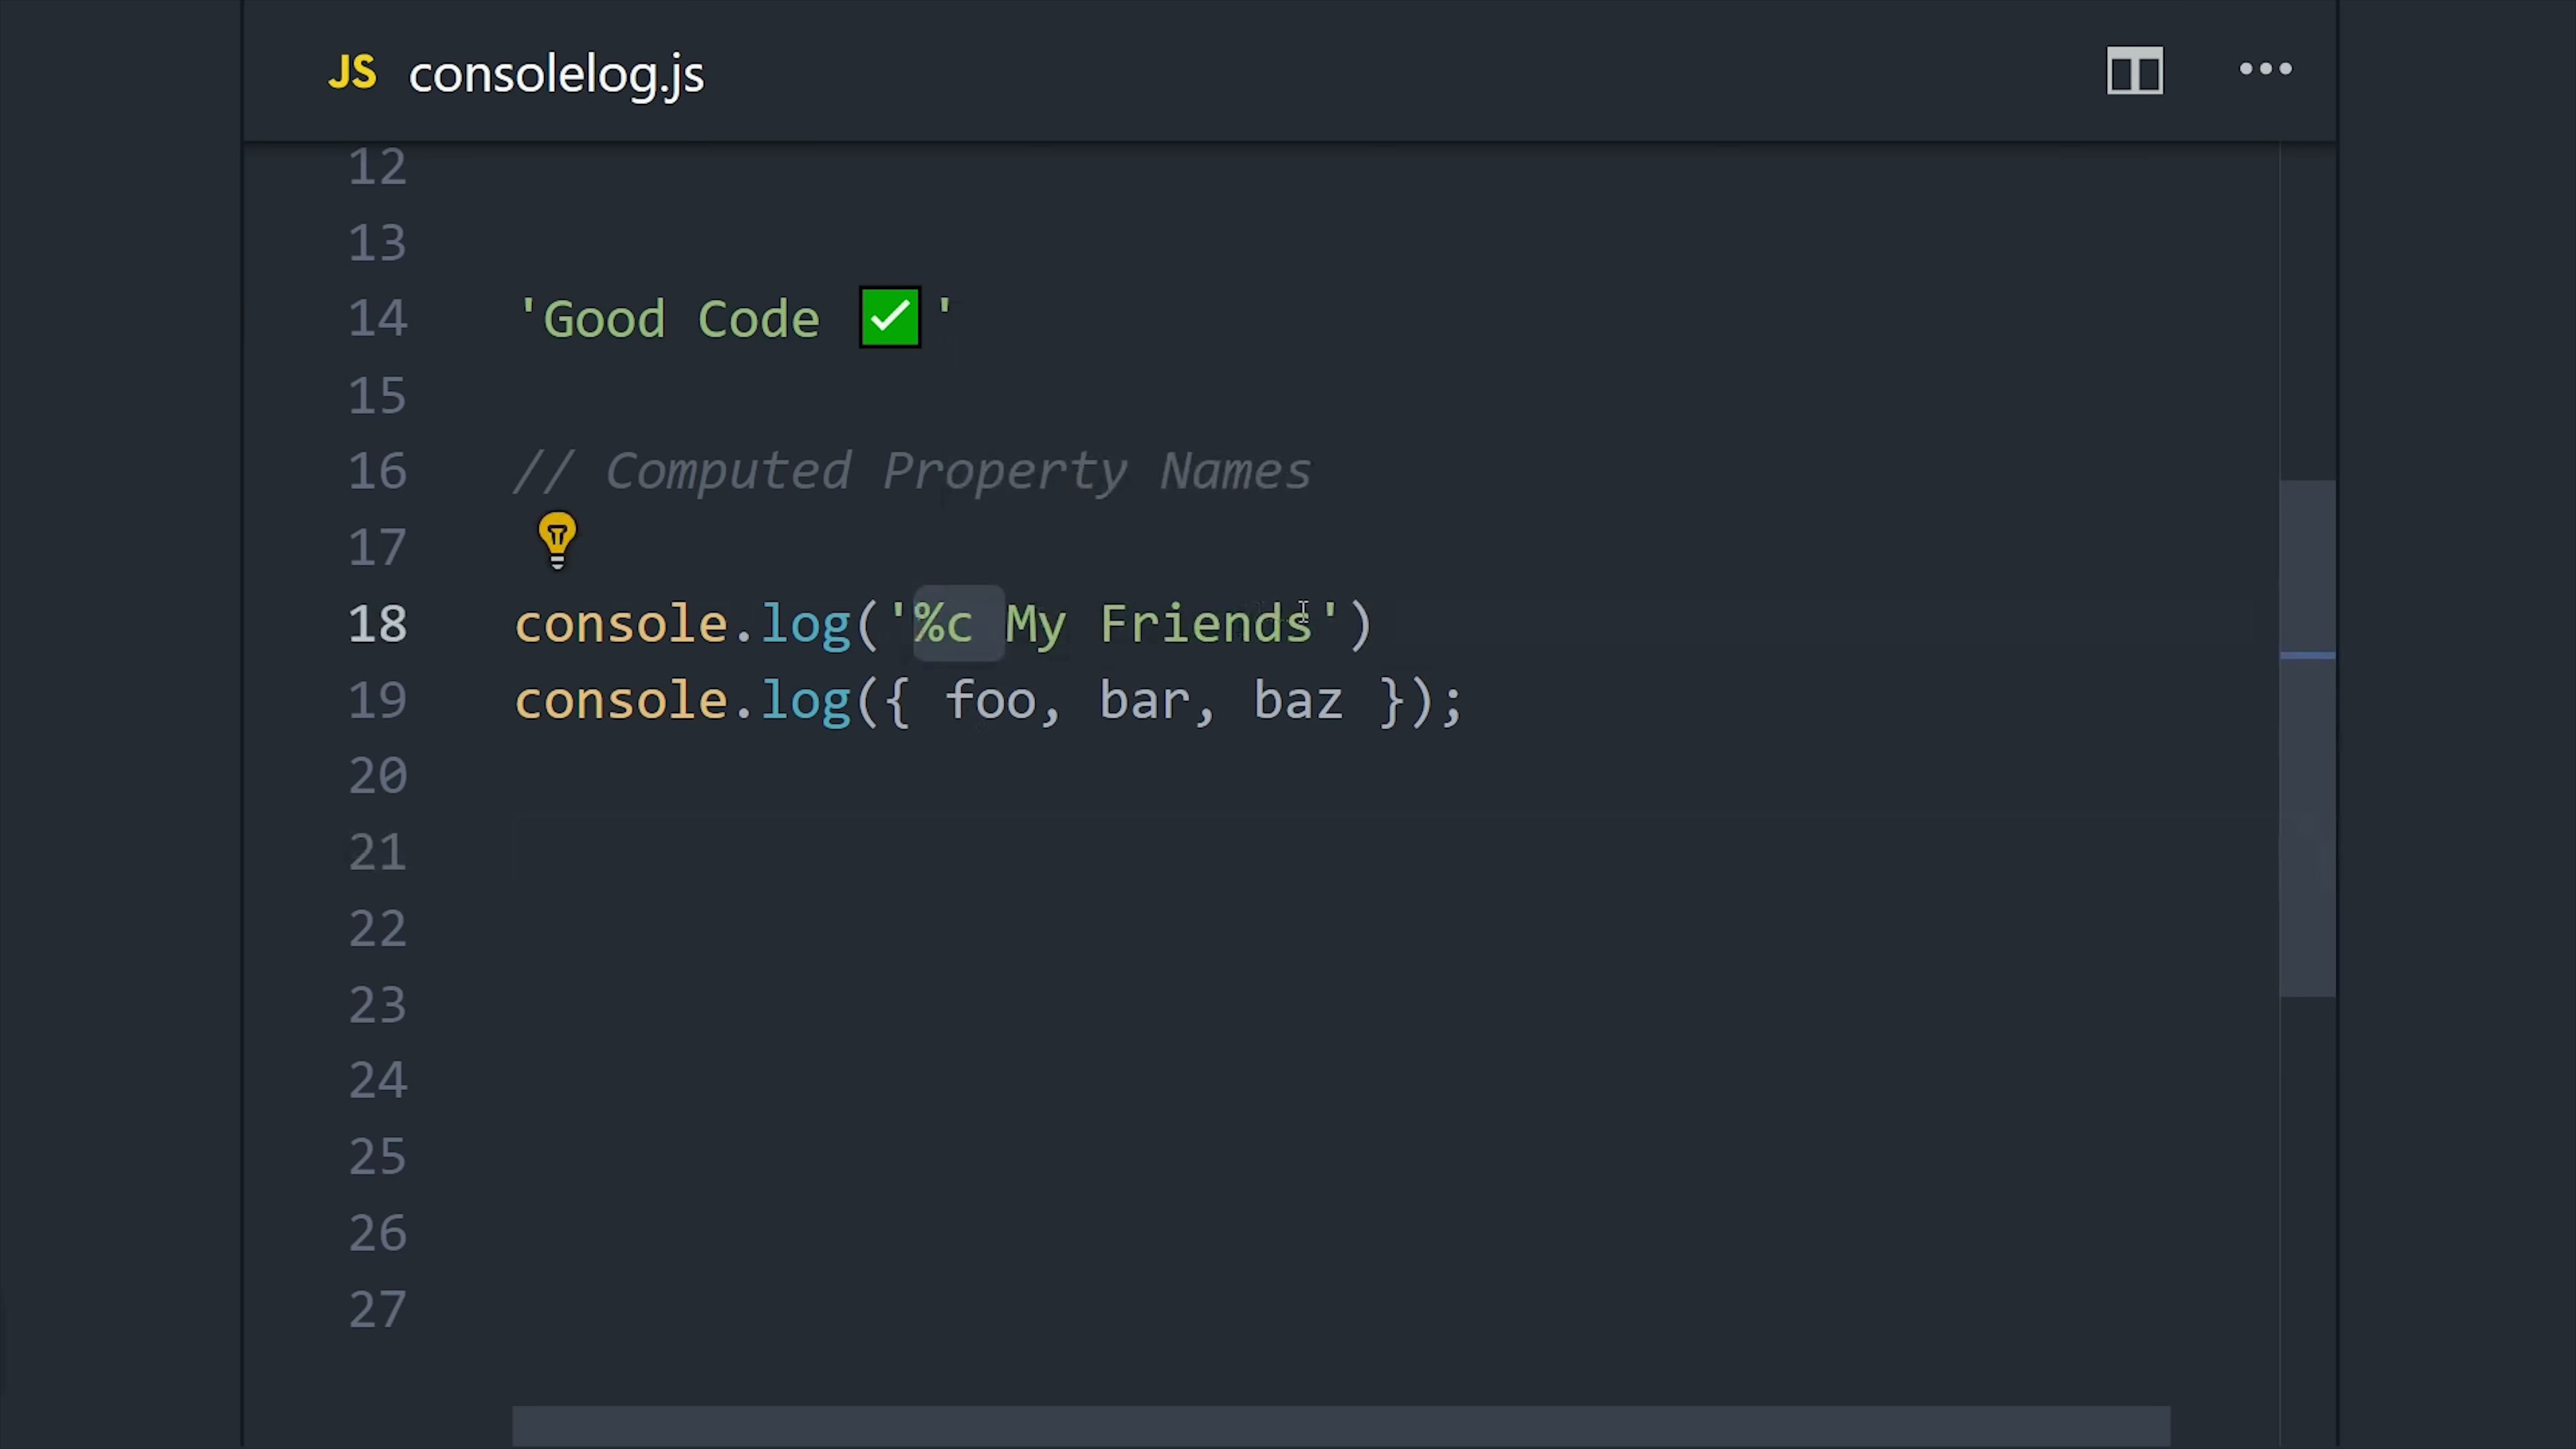 JS consolelog.js
12
13
14 'Good Code ✅ '
15
16 // Computed Property Names
17
18 console.log('%c My Friends')
19 console.log({ foo, bar, baz });
20
21
22
23
24
25
26
27